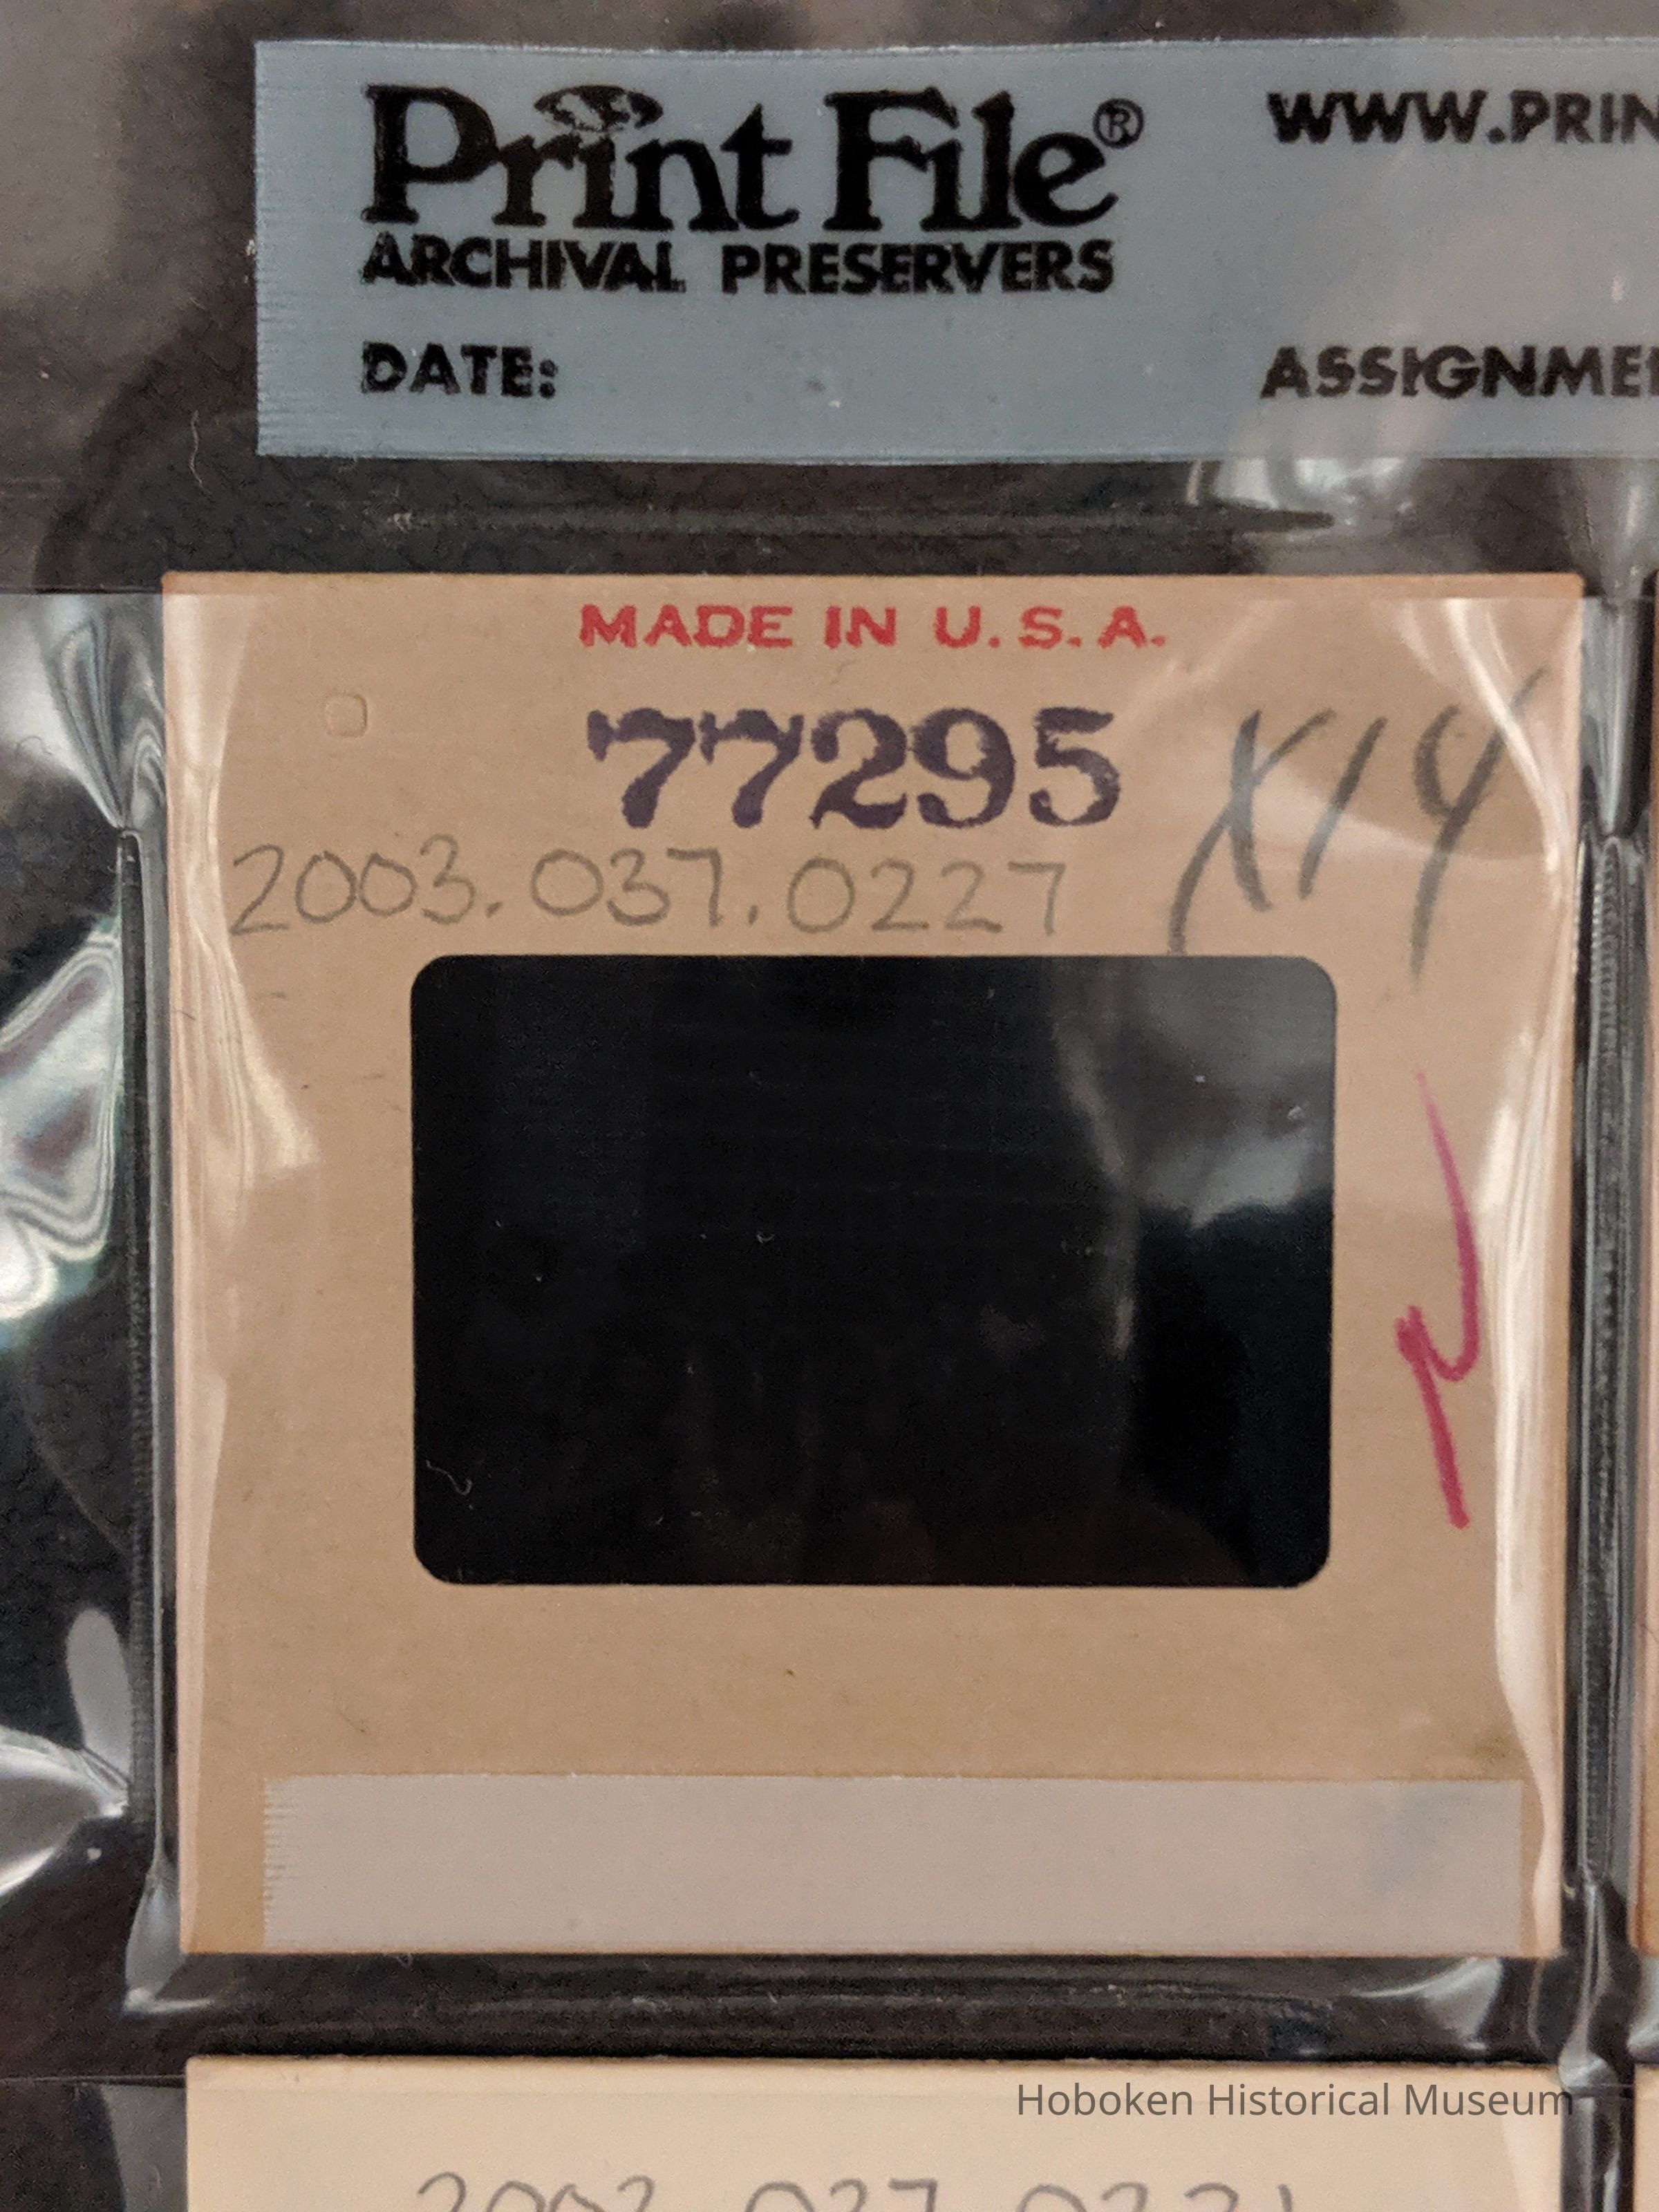 Print File®
WWW.PRIN
ARCHIVAL PRESERVERS
DATE:
ASSIGNME
MADE IN U.S.A.
77295
X14
2003.037.0227
Hoboken Historical Museum